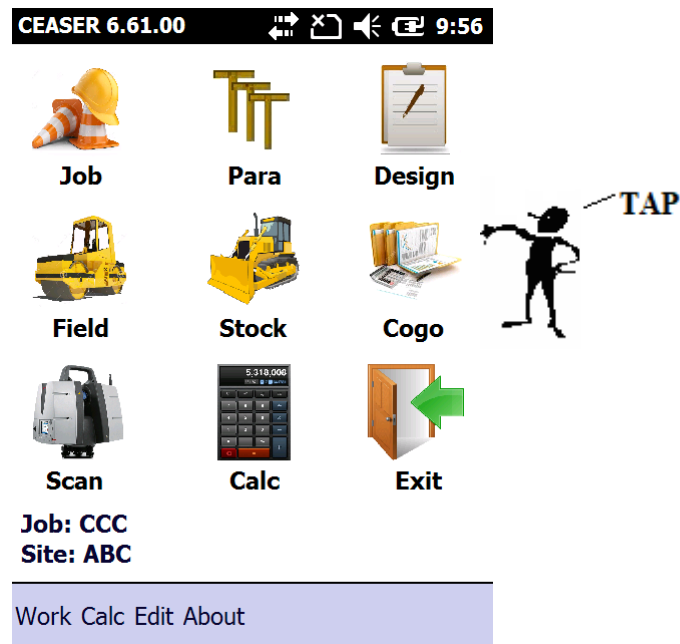 CEASER 6.61.00 9:56
Job Para Design
TAP
Field Stock Cogo
5,318,008
Scan Calc Exit
Job: CCC
Site: ABC
Work Calc Edit About